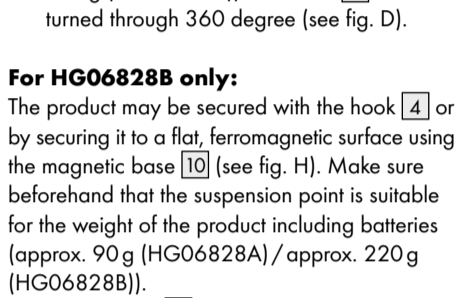 turned through 360 degree (see fig. D).
For HG06828B only:
The product may be secured with the hook 4 or
by securing it to a flat, ferromagnetic surface using
the magnetic base 10 (see fig. H). Make sure
beforehand that the suspension point is suitable
for the weight of the product including batteries
(approx. 90 g (HG06828A) / approx. 220 g
(HG06828B)).